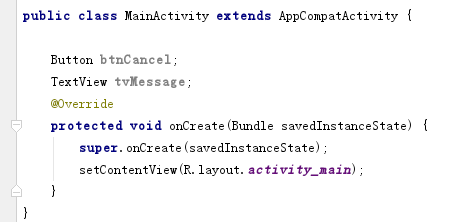 public class MainActivity extends AppCompatActivity {
Button btnCancel;
TextView tvMessage;
@Override
protected void onCreate(Bundle savedInstanceState) {
super.onCreate(savedInstanceState);
setContentView(R.layout.activity_main);
}
}